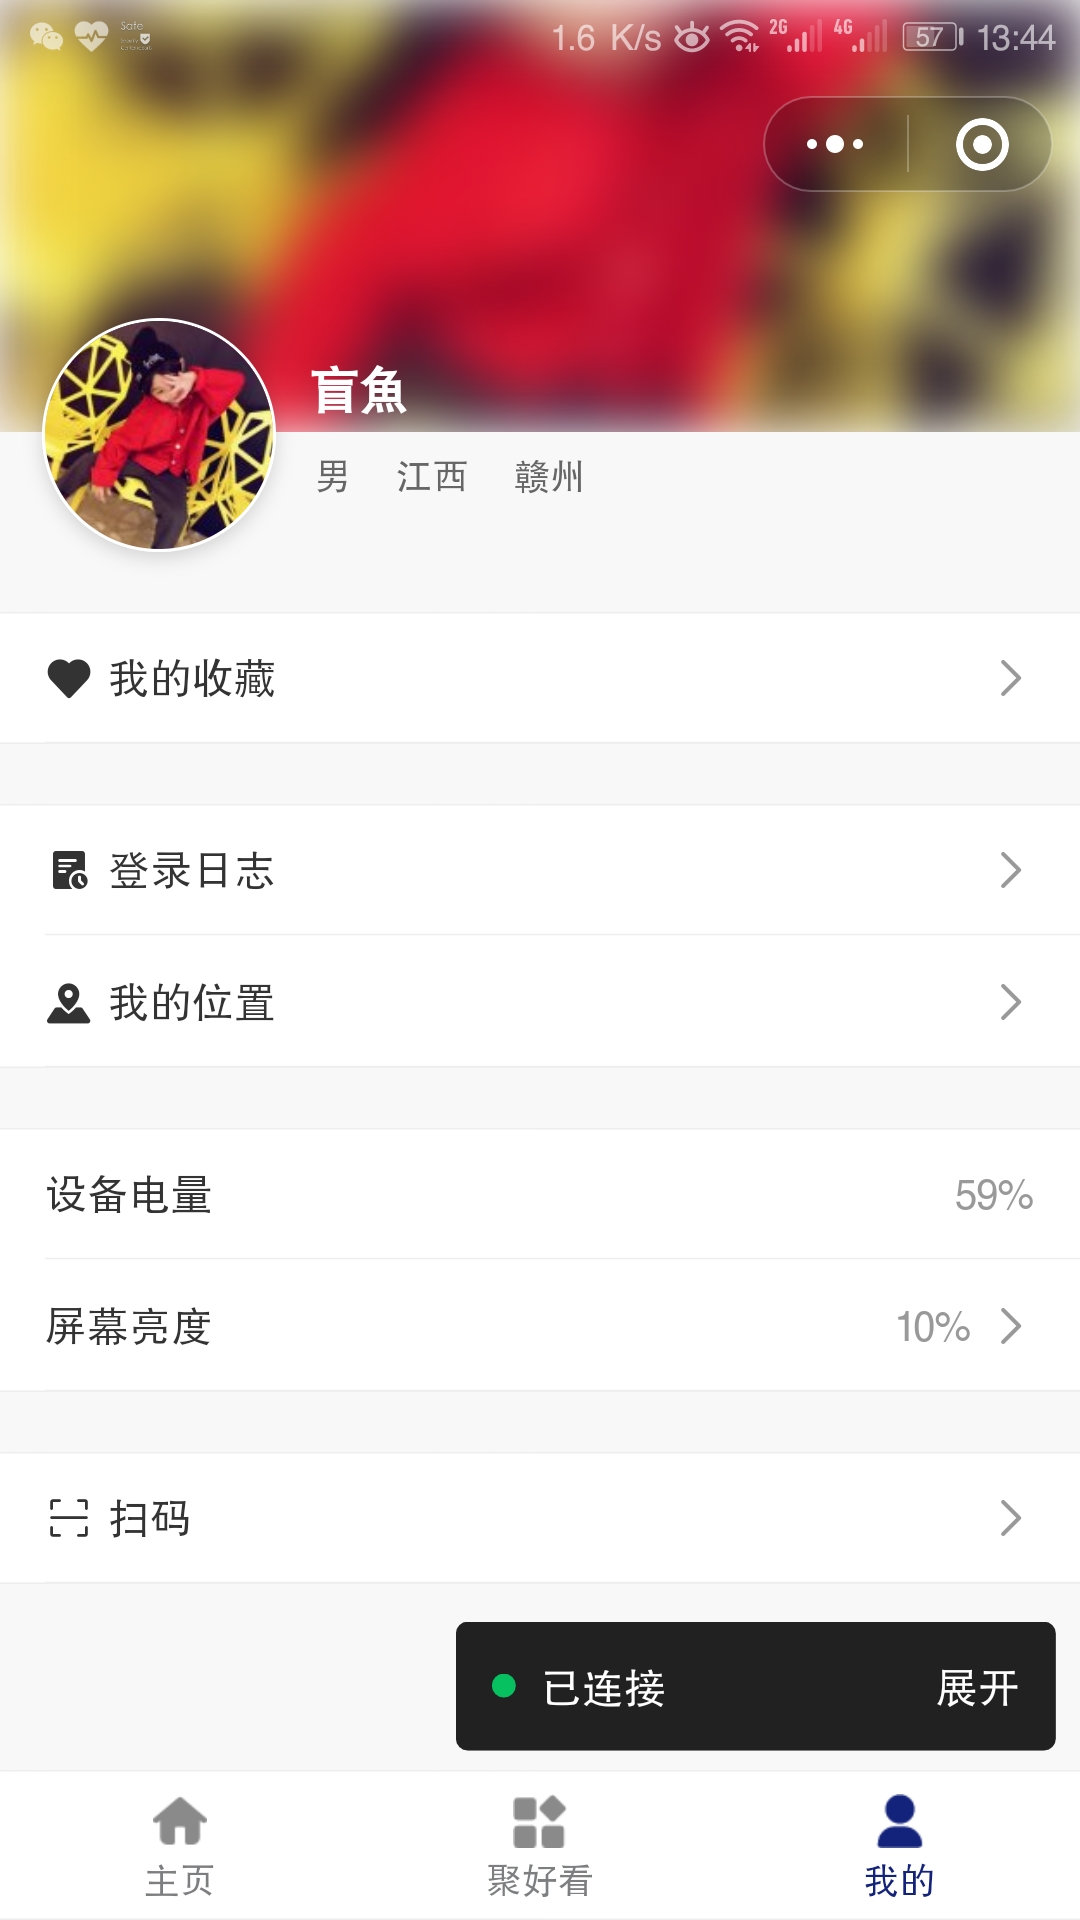 Safe
1.6 K/s 2G 4G 57 13:44
盲魚
男 江西 赣州
我的收藏
登录日志
我的位置
设备电量 59%
屏幕亮度 10%
扫码
已连接 展开
主页 聚好看 我的